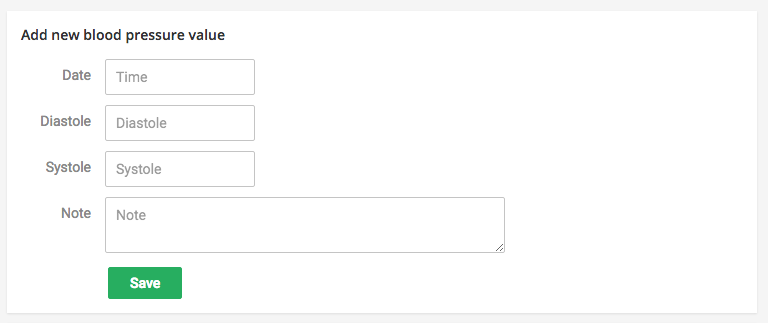 Add new blood pressure value
Date Time
Diastole Diastole
Systole Systole
Note Note
Save